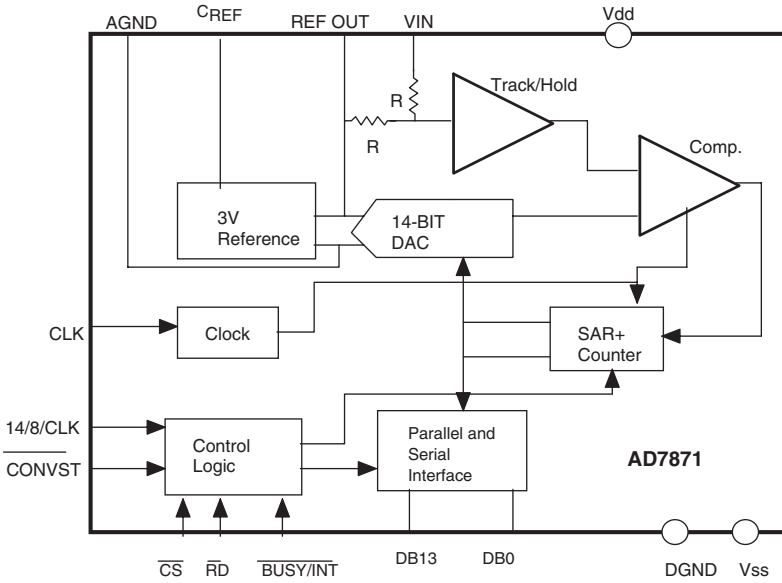 AGND
CREF
REF OUT
VIN
Vdd
R
R
Track/Hold
Comp.
3V
Reference
14-BIT
DAC
CLK
Clock
SAR+
Counter
14/8/CLK
CONVST
Control
Logic
Parallel and
Serial
Interface
AD7871
CS
RD
BUSY/INT
DB13
DB0
DGND
Vss